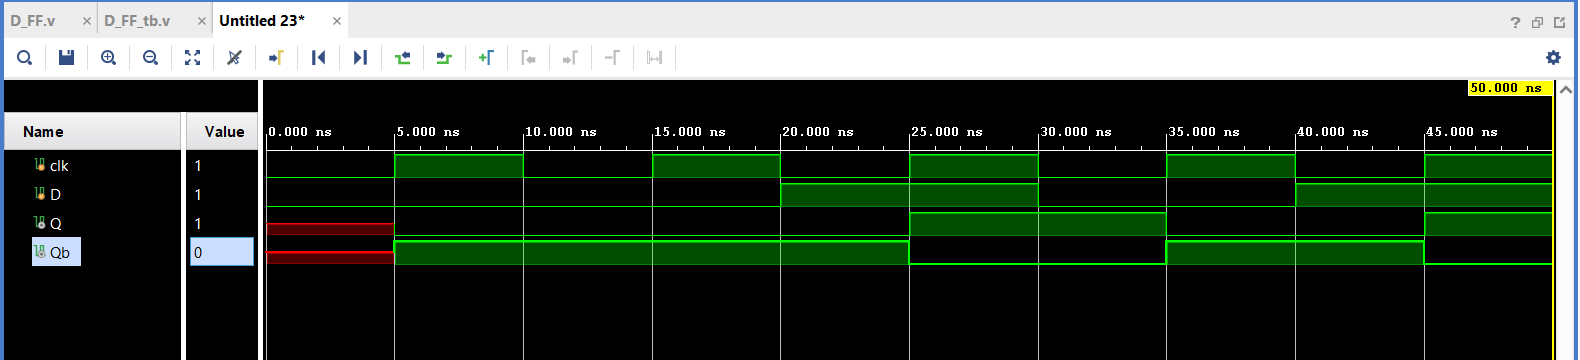 D_FF.v × D_FF_tb.v × Untitled 23* × ?
50.000 ns
Name Value 0.000 ns 5.000 ns 10.000 ns 15.000 ns 20.000 ns 25.000 ns 30.000 ns 35.000 ns 40.000 ns 45.000 ns
clk 1
D 1
Q 1
Qb 0